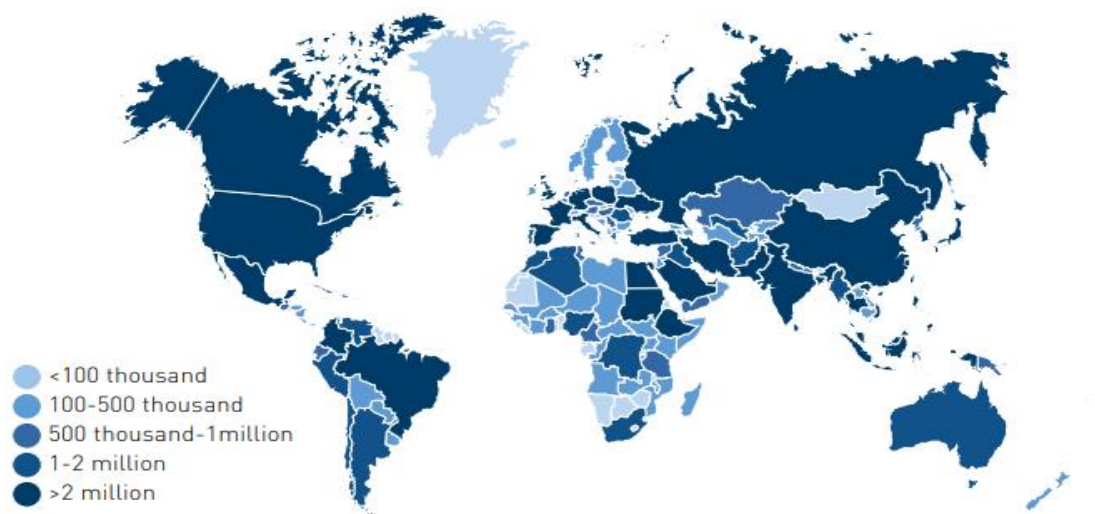 <100 thousand
100-500 thousand
500 thousand-1million
1-2 million
>2 million